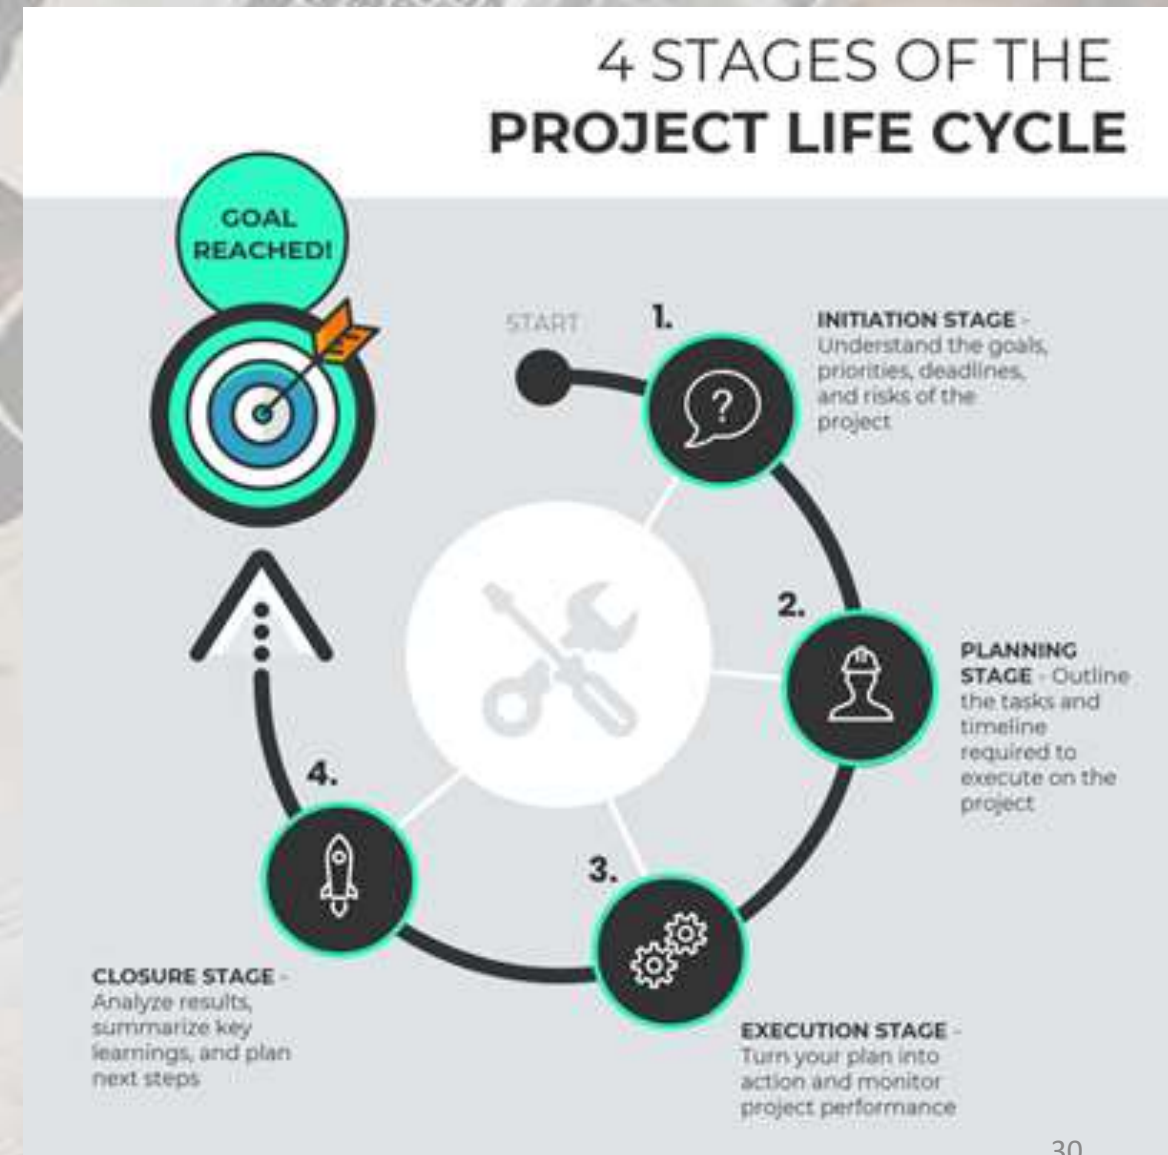 4 STAGES OF THE
PROJECT LIFE CYCLE
GOAL
REACHED!
START
1.
INITIATION STAGE -
Understand the goals,
priorities, deadlines,
and risks of the
project
?
2.
PLANNING
STAGE - Outline
the tasks and
timeline
required to
execute on the
project
3.
EXECUTION STAGE -
Turn your plan into
action and monitor
project performance
4.
CLOSURE STAGE -
Analyze results,
summarize key
learnings, and plan
next steps
30